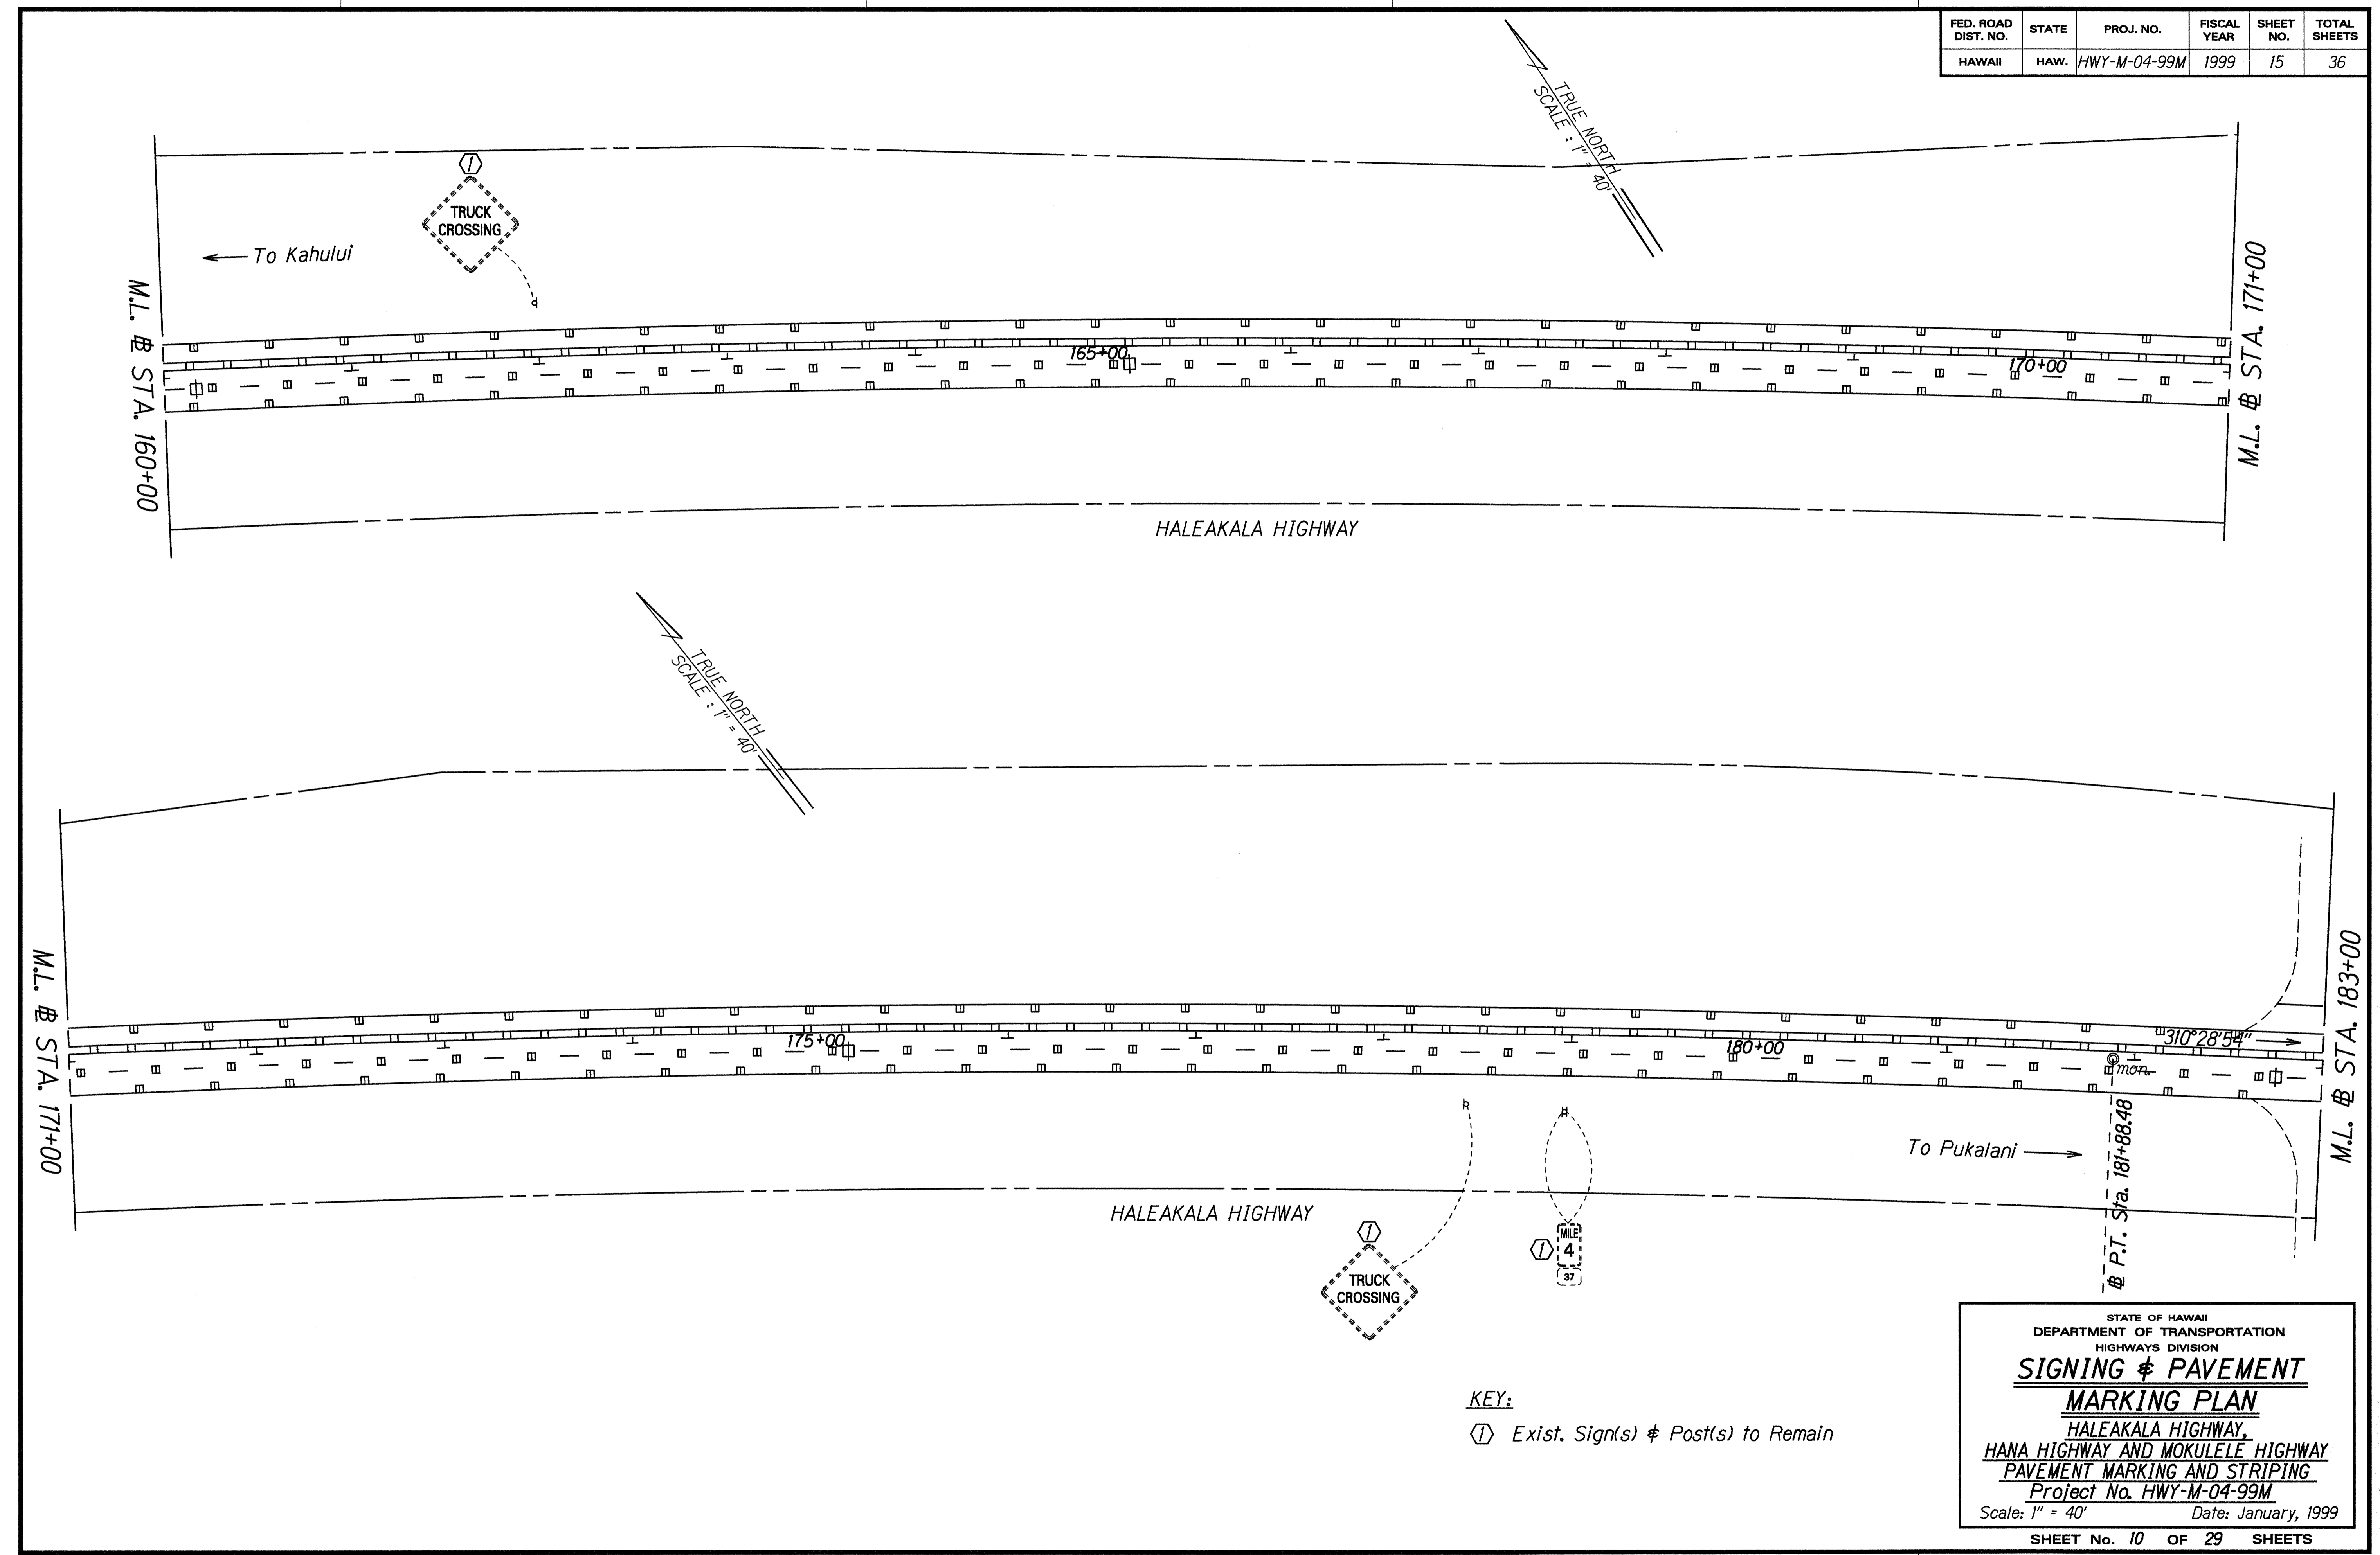 FED. ROAD DIST. NO. STATE PROJ. NO. FISCAL YEAR SHEET NO. TOTAL SHEETS
HAWAII HAW. HWY-M-04-99M 1999 15 36
TRUE NORTH
SCALE : 1" = 40'
1
TRUCK
CROSSING
To Kahului
M.L. ⅊ STA. 160+00
165+00
170+00
M.L. ⅊ STA. 171+00
HALEAKALA HIGHWAY
TRUE NORTH
SCALE : 1" = 40'
M.L. ⅊ STA. 171+00
175+00
180+00
310°28'54"
mon.
M.L. ⅊ STA. 183+00
To Pukalani
⅊ P.T. Sta. 181+88.48
HALEAKALA HIGHWAY
1
TRUCK
CROSSING
1
MILE
4
37
KEY:
1 Exist. Sign(s) & Post(s) to Remain
STATE OF HAWAII
DEPARTMENT OF TRANSPORTATION
HIGHWAYS DIVISION
SIGNING & PAVEMENT
MARKING PLAN
HALEAKALA HIGHWAY,
HANA HIGHWAY AND MOKULELE HIGHWAY
PAVEMENT MARKING AND STRIPING
Project No. HWY-M-04-99M
Scale: 1" = 40' Date: January, 1999
SHEET No. 10 OF 29 SHEETS